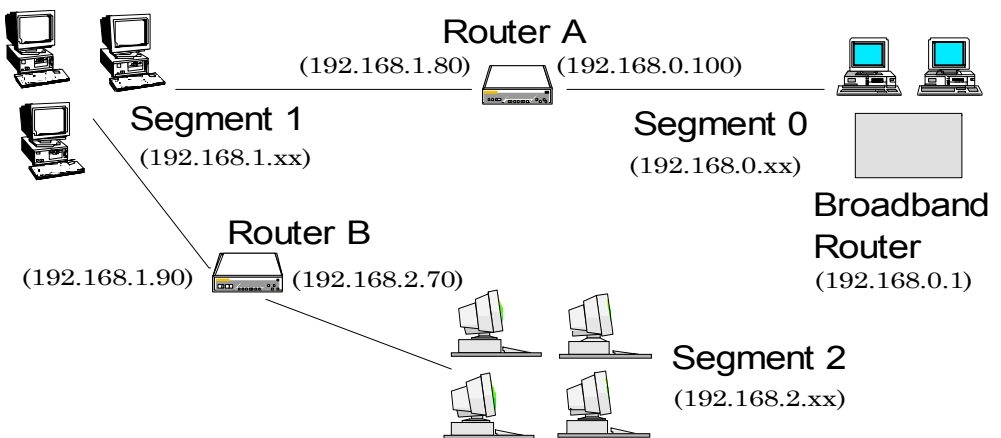 Router A
(192.168.1.80)
(192.168.0.100)
Segment 1
(192.168.1.xx)
Segment 0
(192.168.0.xx)
Broadband
Router
(192.168.0.1)
Router B
(192.168.1.90)
(192.168.2.70)
Segment 2
(192.168.2.xx)